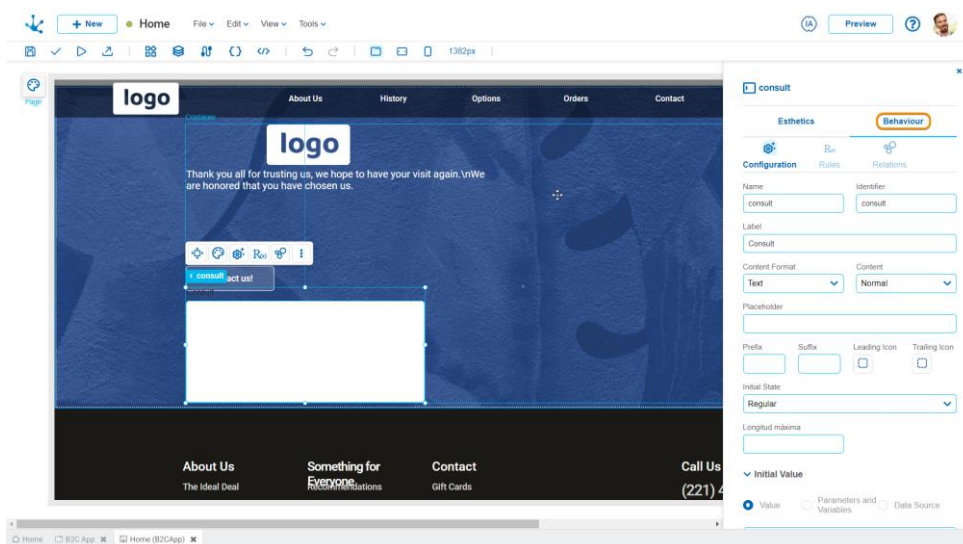 + New
Home
File
Edit
View
Tools
IA
Preview
?
1382px
Page
logo
About Us
History
Options
Orders
Contact
Container
logo
Thank you all for trusting us, we hope to have your visit again.\nWe
are honored that you have chosen us.
consult
act us!
About Us
Something for
Everyone
Contact
Call Us
The Ideal Deal
Recommendations
Gift Cards
(221) 4
consult
Esthetics
Behaviour
Configuration
Rules
Relations
Name
Identifier
consult
consult
Label
Consult
Content Format
Content
Text
Normal
Placeholder
Prefix
Suffix
Leading Icon
Trailing Icon
Initial State
Regular
Longitud máxima
Initial Value
Value
Parameters and
Variables
Data Source
Home
B2C App
Home (B2CApp)